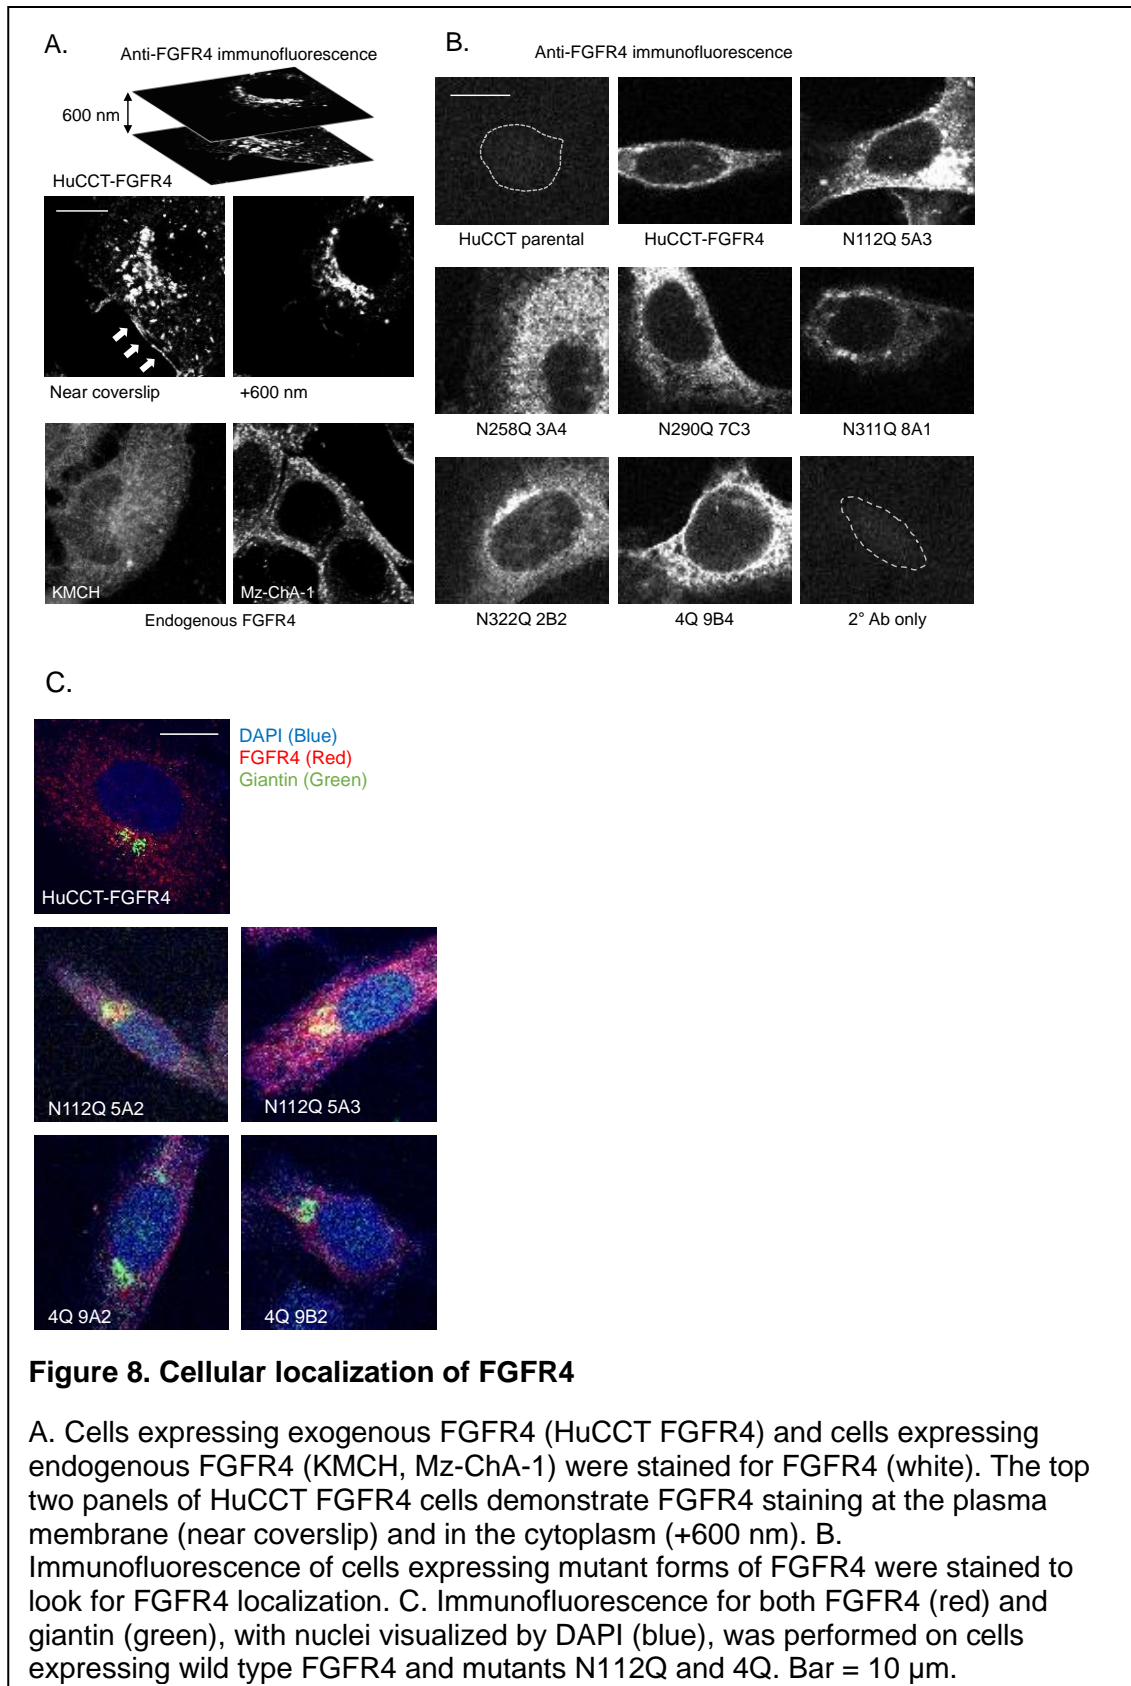 A.
Anti-FGFR4 immunofluorescence
600 nm
HuCCT-FGFR4
Near coverslip
+600 nm
KMCH
Mz-ChA-1
Endogenous FGFR4
B.
Anti-FGFR4 immunofluorescence
HuCCT parental
HuCCT-FGFR4
N112Q 5A3
N258Q 3A4
N290Q 7C3
N311Q 8A1
N322Q 2B2
4Q 9B4
2° Ab only
C.
DAPI (Blue)
FGFR4 (Red)
Giantin (Green)
HuCCT-FGFR4
N112Q 5A2
N112Q 5A3
4Q 9A2
4Q 9B2
Figure 8. Cellular localization of FGFR4
A. Cells expressing exogenous FGFR4 (HuCCT FGFR4) and cells expressing
endogenous FGFR4 (KMCH, Mz-ChA-1) were stained for FGFR4 (white). The top
two panels of HuCCT FGFR4 cells demonstrate FGFR4 staining at the plasma
membrane (near coverslip) and in the cytoplasm (+600 nm). B.
Immunofluorescence of cells expressing mutant forms of FGFR4 were stained to
look for FGFR4 localization. C. Immunofluorescence for both FGFR4 (red) and
giantin (green), with nuclei visualized by DAPI (blue), was performed on cells
expressing wild type FGFR4 and mutants N112Q and 4Q. Bar = 10 µm.